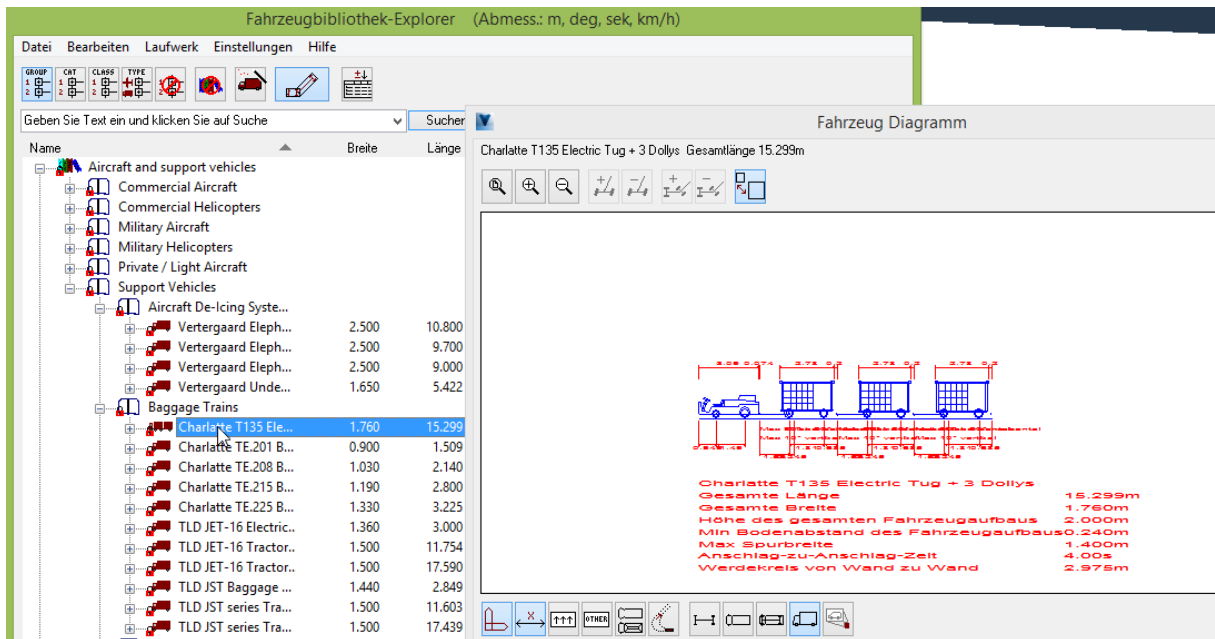 Fahrzeugbibliothek-Explorer (Abmess.: m, deg, sek, km/h)
Datei Bearbeiten Laufwerk Einstellungen Hilfe
GROUP CAT CLASS TYPE
Geben Sie Text ein und klicken Sie auf Suche
Sucher
Name Breite Länge
Aircraft and support vehicles
Commercial Aircraft
Commercial Helicopters
Military Aircraft
Military Helicopters
Private / Light Aircraft
Support Vehicles
Aircraft De-Icing Syste...
Vertergaard Eleph... 2.500 10.800
Vertergaard Eleph... 2.500 9.700
Vertergaard Eleph... 2.500 9.000
Vertergaard Unde... 1.650 5.422
Baggage Trains
Charlatte T135 Ele... 1.760 15.299
Charlatte TE.201 B... 0.900 1.509
Charlatte TE.208 B... 1.030 2.140
Charlatte TE.215 B... 1.190 2.800
Charlatte TE.225 B... 1.330 3.225
TLD JET-16 Electric.. 1.360 3.000
TLD JET-16 Tractor.. 1.500 11.754
TLD JET-16 Tractor.. 1.500 17.590
TLD JST Baggage ... 1.440 2.849
TLD JST series Tra... 1.500 11.603
TLD JST series Tra... 1.500 17.439
Fahrzeug Diagramm
Charlatte T135 Electric Tug + 3 Dollys Gesamtlänge 15.299m
Charlatte T135 Electric Tug + 3 Dollys
Gesamte Länge 15.299m
Gesamte Breite 1.760m
Höhe des gesamten Fahrzeugaufbaus 2.000m
Min Bodenabstand des Fahrzeugaufbaus 0.240m
Max Spurbreite 1.400m
Anschlag-zu-Anschlag-Zeit 4.00s
Werdekreis von Wand zu Wand 2.975m
OTHER